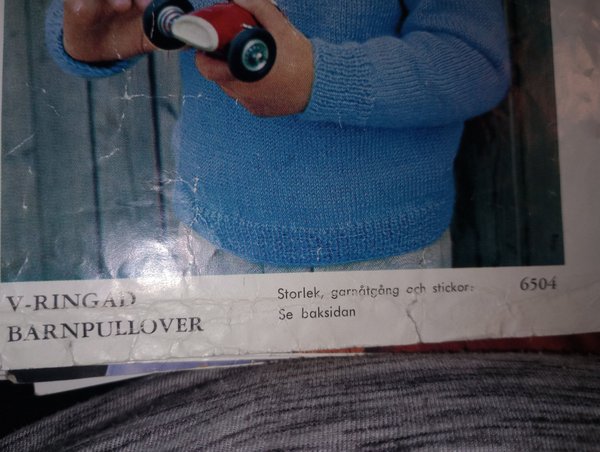 V-RINGAD
BARNPULLOVER
Storlek, garnåtgång och stickor:
Se baksidan
6504